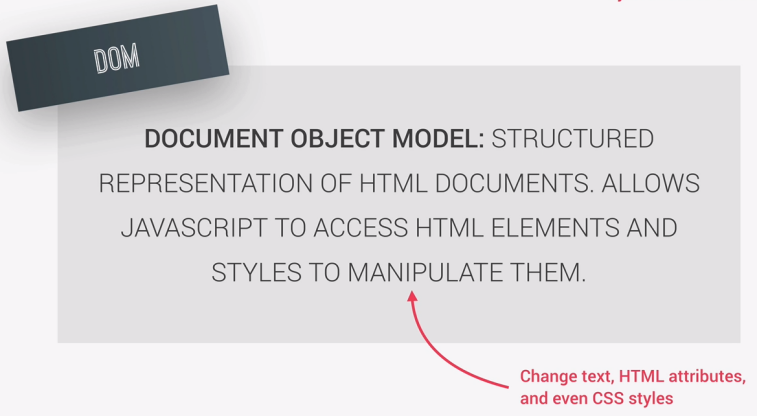 DOM
DOCUMENT OBJECT MODEL: STRUCTURED
REPRESENTATION OF HTML DOCUMENTS. ALLOWS
JAVASCRIPT TO ACCESS HTML ELEMENTS AND
STYLES TO MANIPULATE THEM.
Change text, HTML attributes,
and even CSS styles